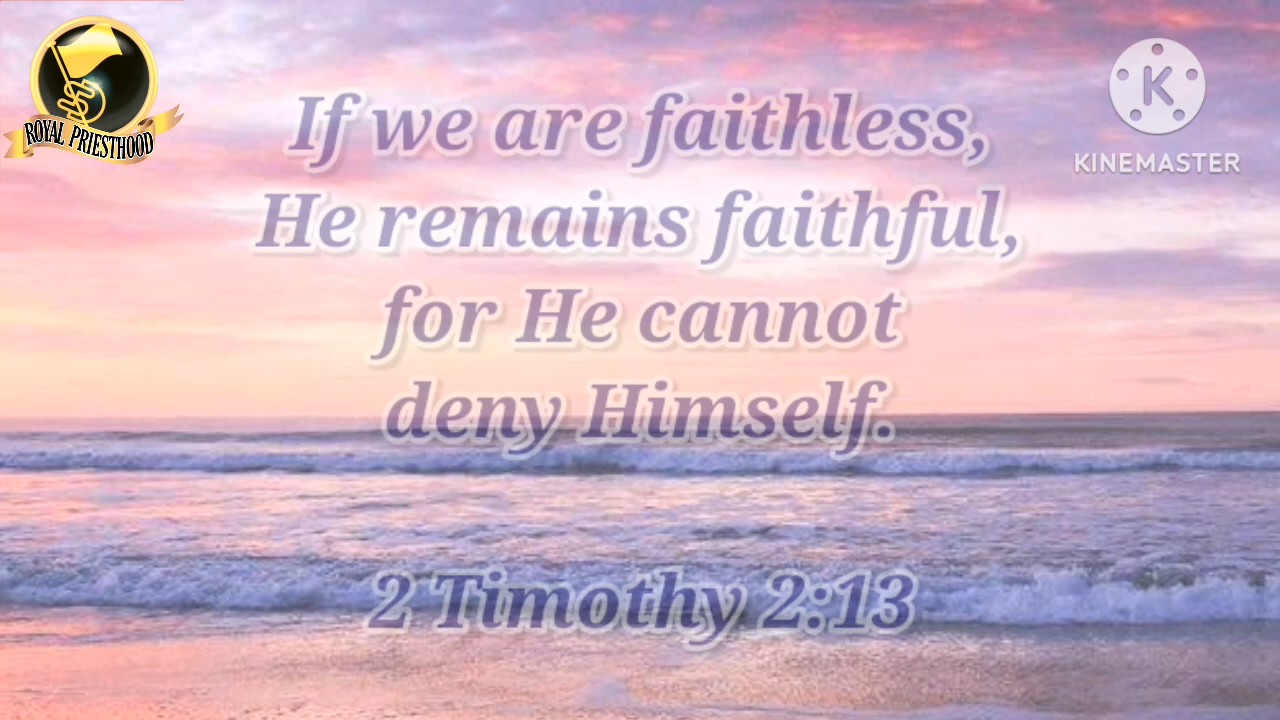 ROYAL PRIESTHOOD
K
KINEMASTER
If we are faithless,
He remains faithful,
for He cannot
deny Himself.
2 Timothy 2:13